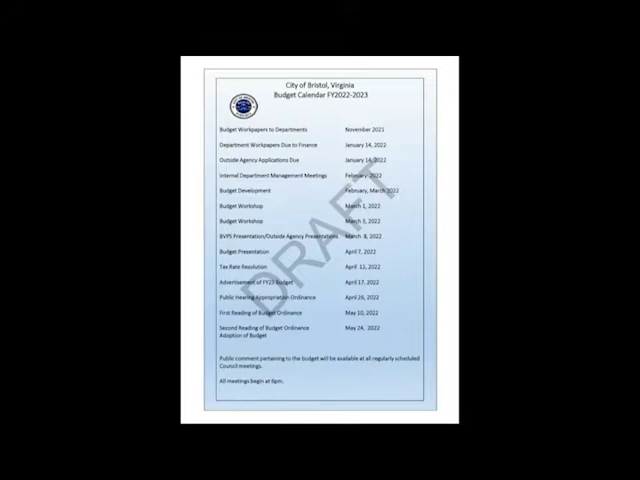 City of Bristol, Virginia
Budget Calendar FY2022-2023
Budget Workpapers to Departments November 2021
Department Workpapers Due to Finance January 14, 2022
Outside Agency Applications Due January 14, 2022
Internal Department Management Meetings February 2022
Budget Development February, March 2022
Budget Workshop March 1, 2022
Budget Workshop March 3, 2022
BVPS Presentation/Outside Agency Presentations March 8, 2022
Budget Presentation April 7, 2022
Tax Rate Resolution April 12, 2022
Advertisement of FY23 Budget April 17, 2022
Public Hearing Appropriation Ordinance April 26, 2022
First Reading of Budget Ordinance May 10, 2022
Second Reading of Budget Ordinance May 24, 2022
Adoption of Budget
Public comment pertaining to the budget will be available at all regularly scheduled
Council meetings.
All meetings begin at 6pm.
DRAFT